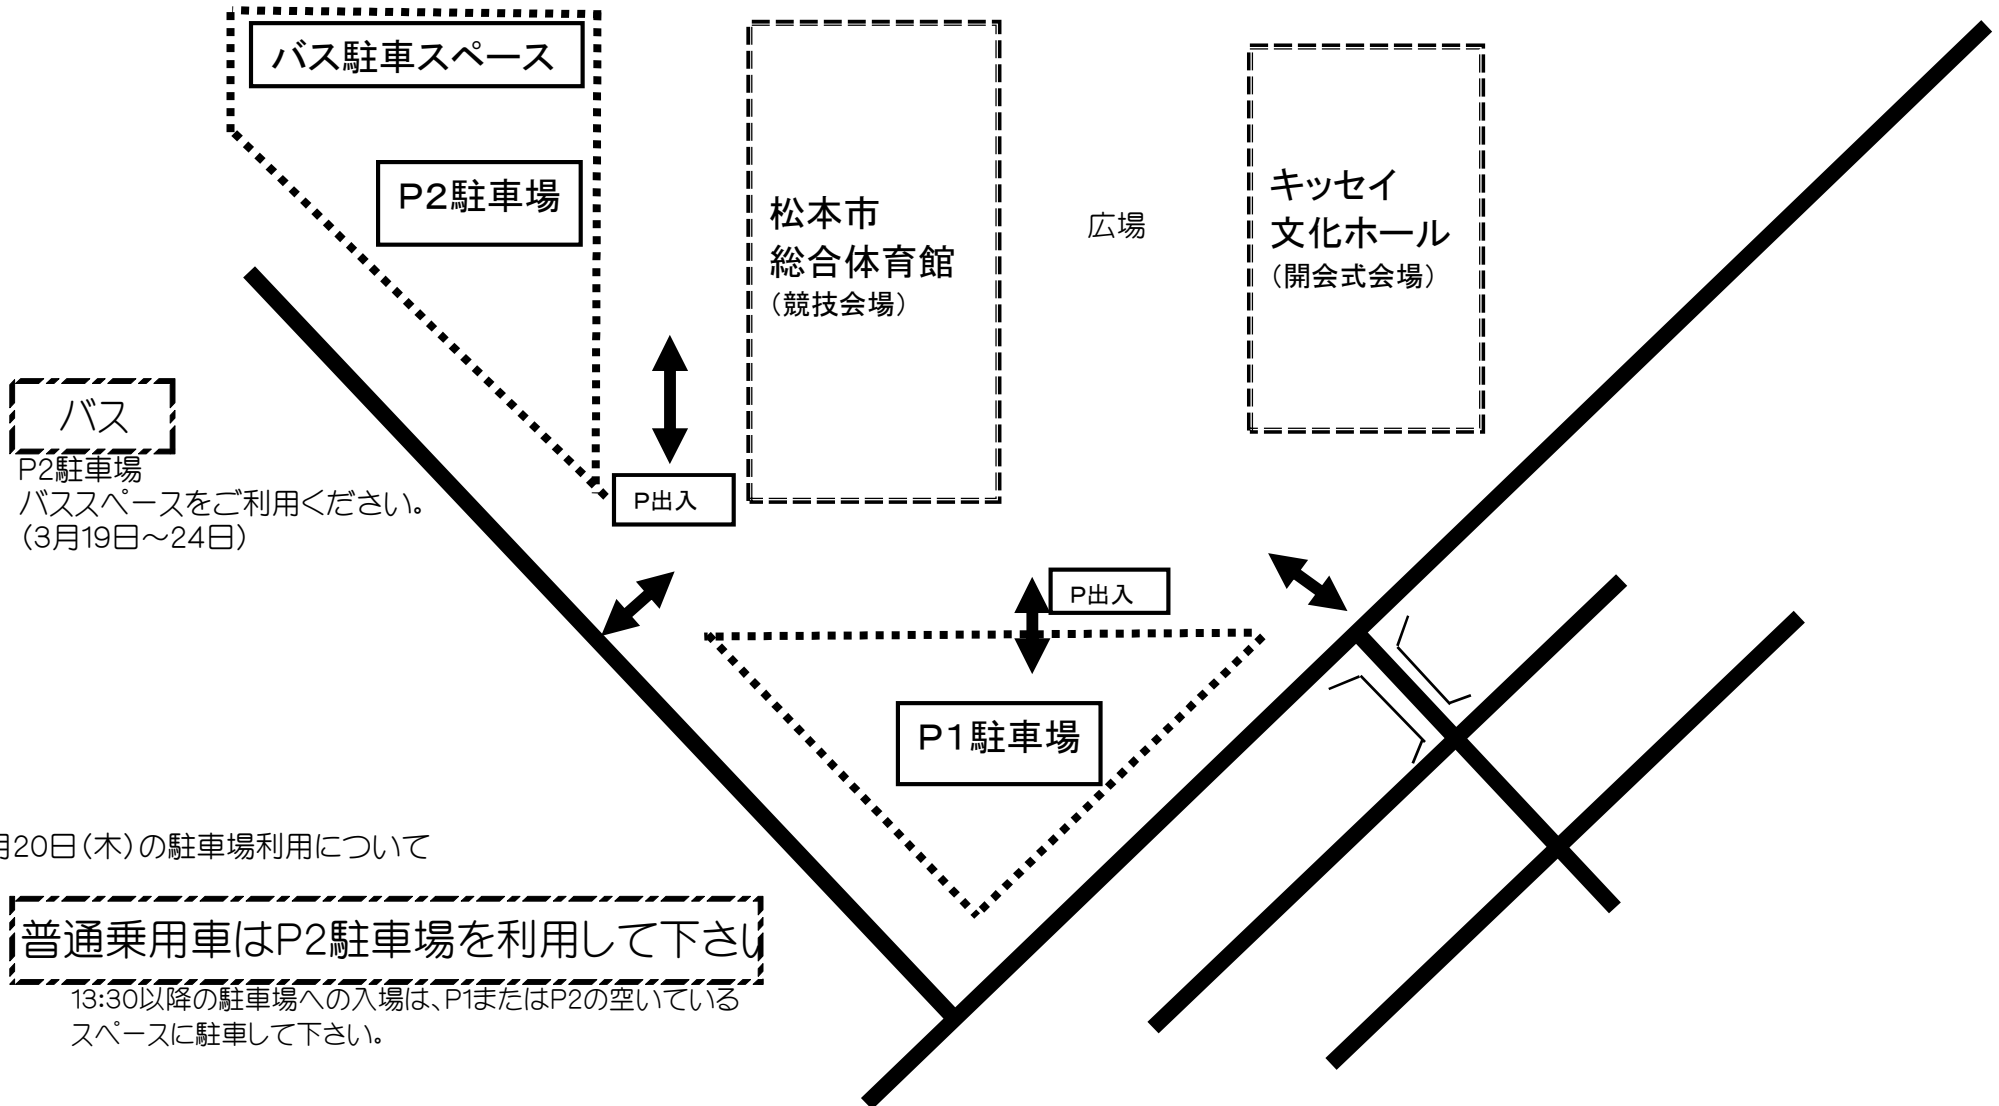 バス駐車スペース
P2駐車場
松本市
総合体育館
（競技会場）
広場
キッセイ
文化ホール
（開会式会場）
バス
P2駐車場
バススペースをご利用ください。
（3月19日～24日）
P出入
P出入
P1駐車場
月20日（木）の駐車場利用について
普通乗用車はP2駐車場を利用して下さい
13:30以降の駐車場への入場は、P1またはP2の空いている
スペースに駐車して下さい。